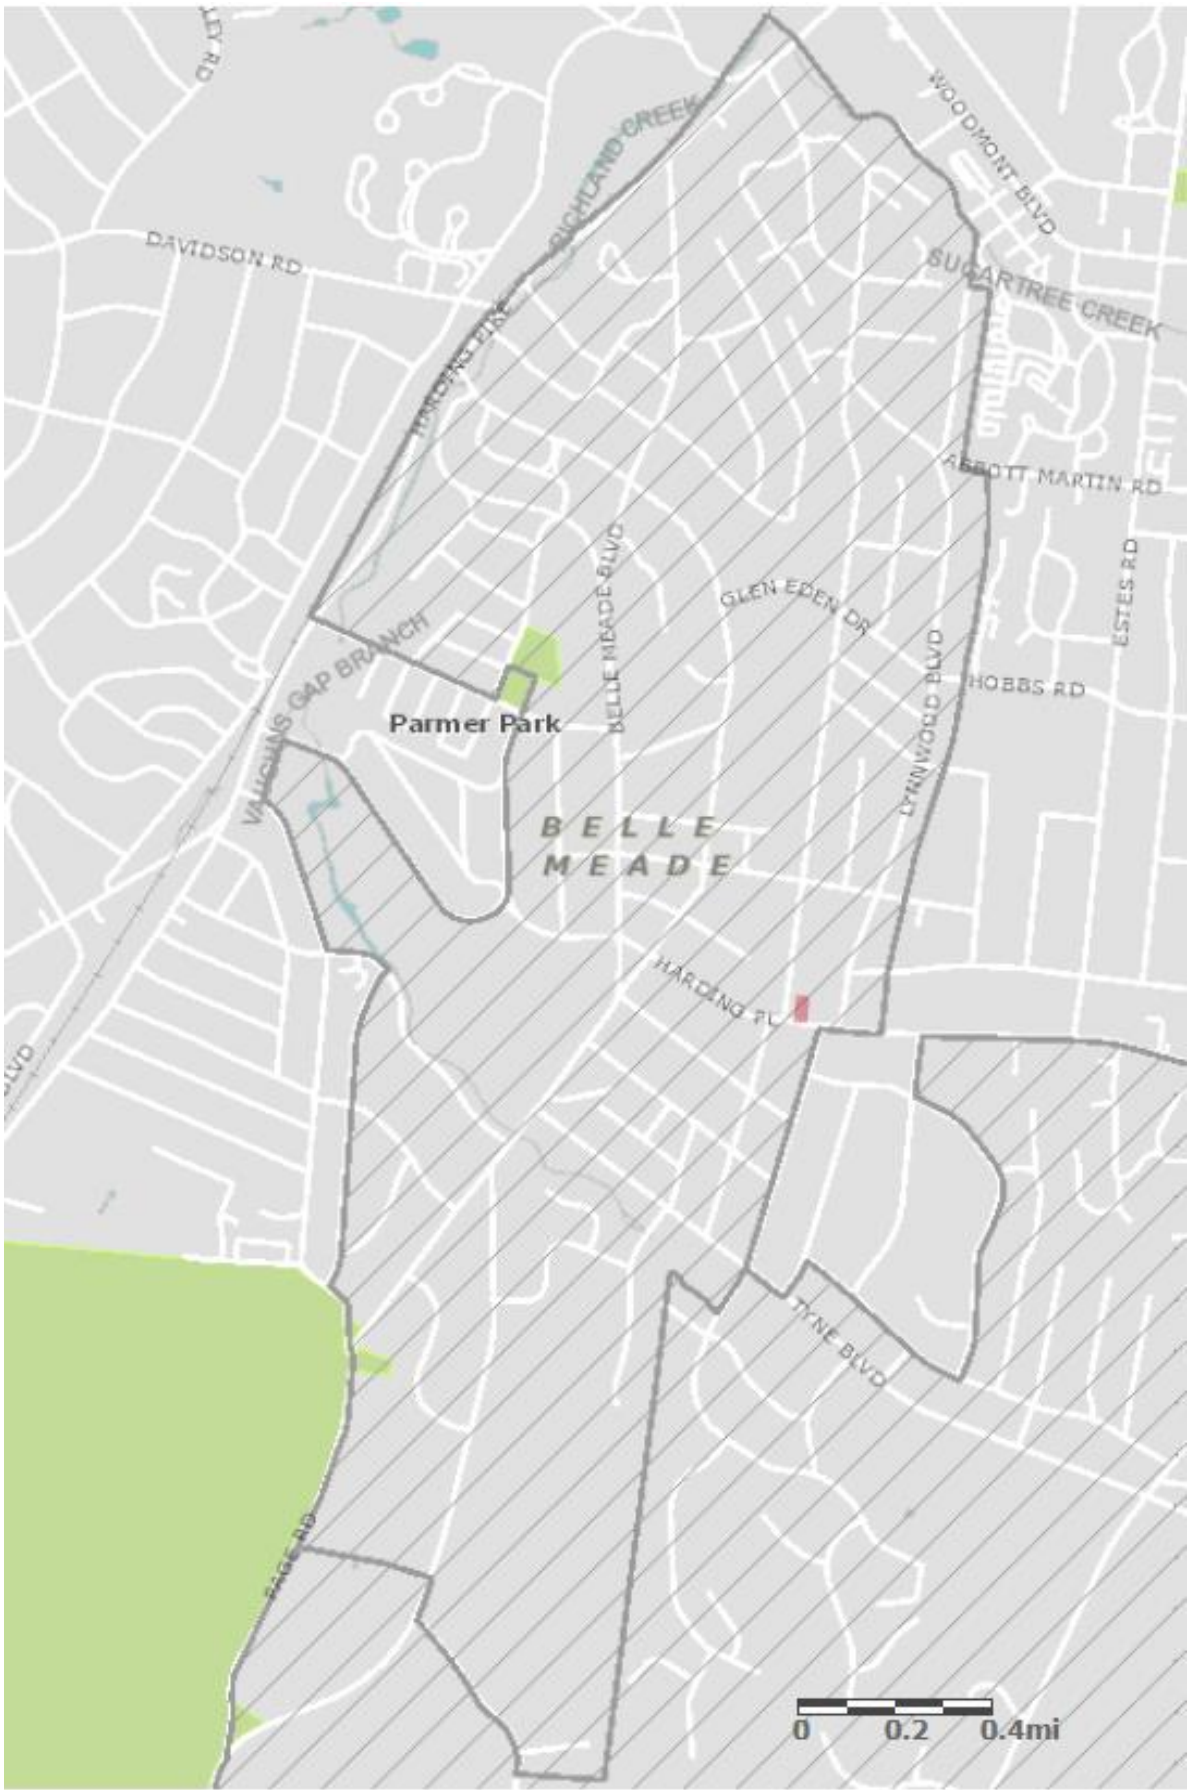 LEY RD
WOODMONT BLVD
RICHLAND CREEK
DAVIDSON RD
SUGARTREE CREEK
HARDING PIKE
ABBOTT MARTIN RD
BELLE MEADE BLVD
GLEN EDEN DR
ESTES RD
VAUGHNS GAP BRANCH
LYNNWOOD BLVD
HOBBS RD
Parmer Park
BELLE
MEADE
HARDING PL
BLVD
TYNE BLVD
PAGE RD
0 0.2 0.4mi